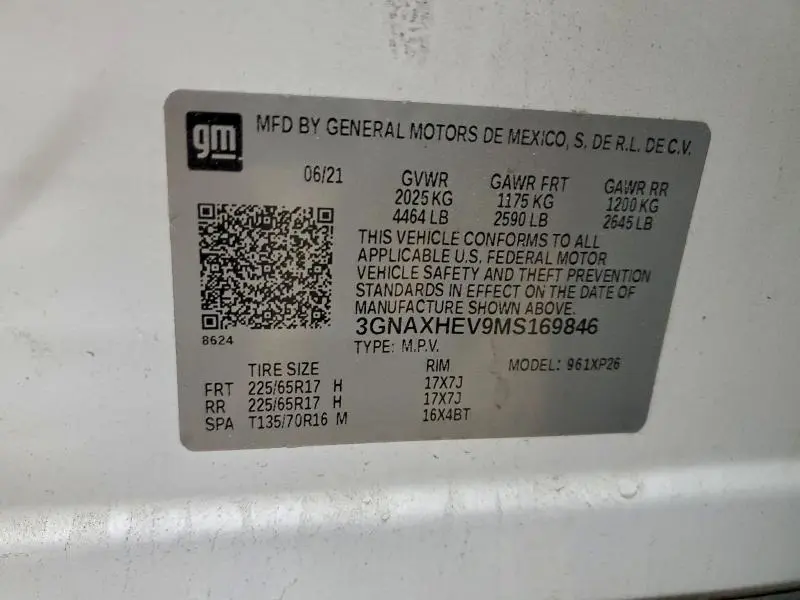 gm
MFD BY GENERAL MOTORS DE MEXICO, S. DE R.L. DE C.V.
06/21 GVWR GAWR FRT GAWR RR
2025 KG 1175 KG 1200 KG
4464 LB 2590 LB 2645 LB
THIS VEHICLE CONFORMS TO ALL
APPLICABLE U.S. FEDERAL MOTOR
VEHICLE SAFETY AND THEFT PREVENTION
STANDARDS IN EFFECT ON THE DATE OF
MANUFACTURE SHOWN ABOVE.
3GNAXHEV9MS169846
8624
TYPE: M.P.V. MODEL: 961XP26
TIRE SIZE RIM
FRT 225/65R17 H 17X7J
RR 225/65R17 H 17X7J
SPA T135/70R16 M 16X4BT